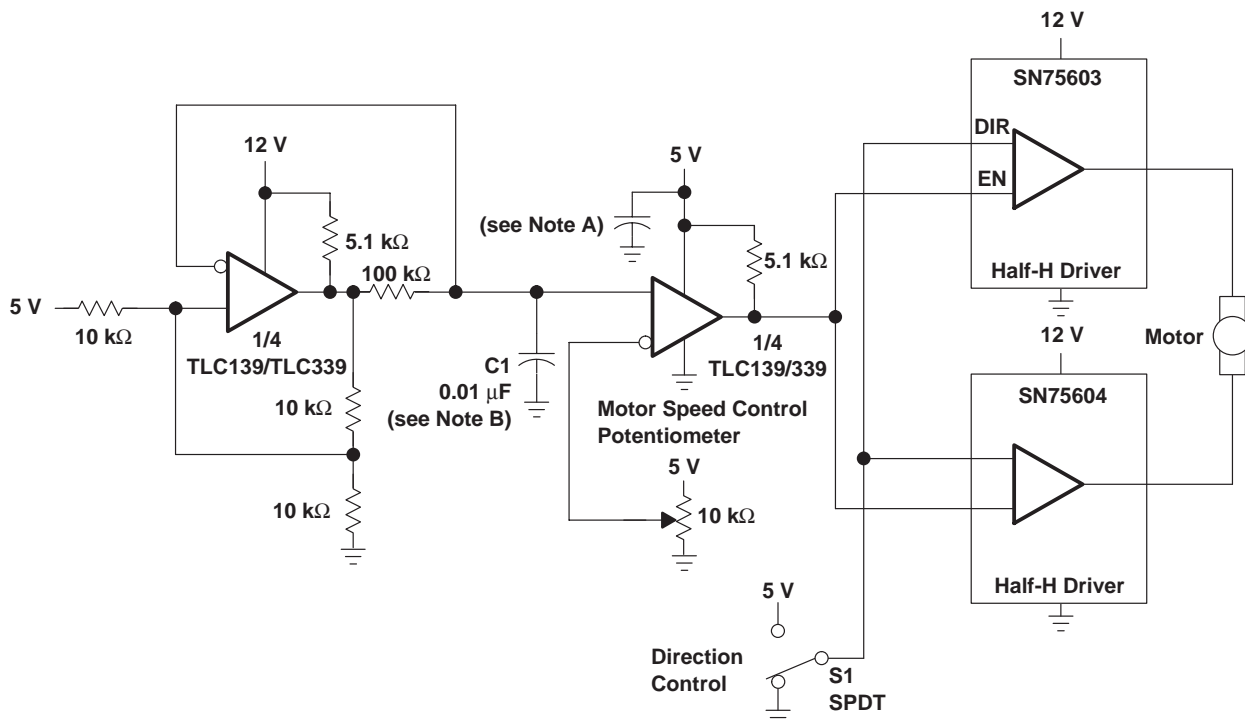 12 V
SN75603
DIR
EN
Half-H Driver
12 V
5.1 kΩ
100 kΩ
5 V
10 kΩ
1/4
TLC139/TLC339
10 kΩ
10 kΩ
C1
0.01 μF
(see Note B)
5 V
(see Note A)
5.1 kΩ
1/4
TLC139/339
Motor Speed Control
Potentiometer
5 V
10 kΩ
Motor
12 V
SN75604
Half-H Driver
5 V
Direction
Control
S1
SPDT